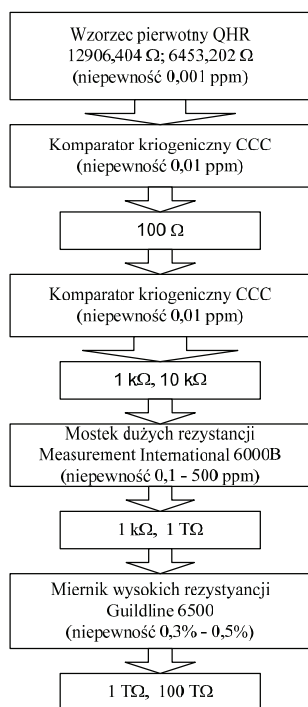 Wzorzec pierwotny QHR
12906,404 Ω; 6453,202 Ω
(niepewność 0,001 ppm)
Komparator kriogeniczny CCC
(niepewność 0,01 ppm)
100 Ω
Komparator kriogeniczny CCC
(niepewność 0,01 ppm)
1 kΩ, 10 kΩ
Mostek dużych rezystancji
Measurement International 6000B
(niepewność 0,1 - 500 ppm)
1 kΩ, 1 TΩ
Miernik wysokich rezystyancji
Guildline 6500
(niepewność 0,3% - 0,5%)
1 TΩ, 100 TΩ